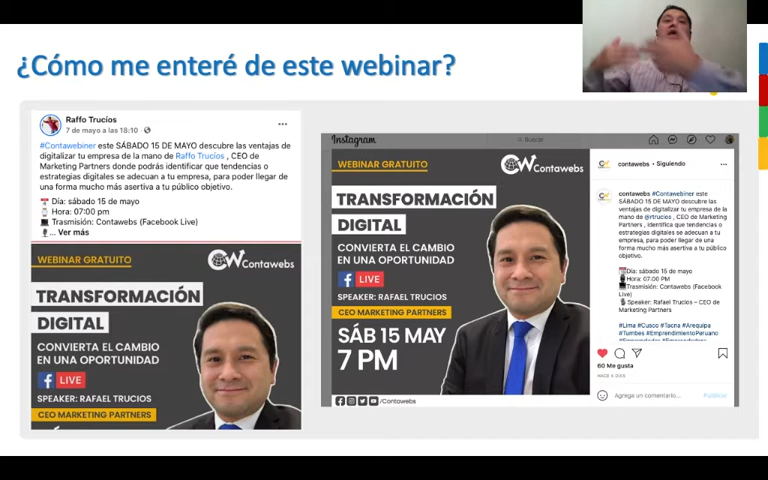 ¿Cómo me enteré de este webinar?
Raffo Trucíos
7 de mayo a las 18:10
#Contawebiner este SÁBADO 15 DE MAYO descubre las ventajas de
digitalizar tu empresa de la mano de Raffo Trucíos , CEO de
Marketing Partners donde podrás identificar que tendencias o
estrategias digitales se adecuan a tu empresa, para poder llegar de
una forma mucho más asertiva a tu público objetivo.
Día: sábado 15 de mayo
Hora: 07:00 pm
Trasmisión: Contawebs (Facebook Live)
... Ver más
WEBINAR GRATUITO
CW Contawebs
TRANSFORMACIÓN
DIGITAL
CONVIERTA EL CAMBIO
EN UNA OPORTUNIDAD
f LIVE
SPEAKER: RAFAEL TRUCIOS
CEO MARKETING PARTNERS
Instagram
Buscar
WEBINAR GRATUITO
CW Contawebs
TRANSFORMACIÓN
DIGITAL
CONVIERTA EL CAMBIO
EN UNA OPORTUNIDAD
f LIVE
SPEAKER: RAFAEL TRUCIOS
CEO MARKETING PARTNERS
SÁB 15 MAY
7 PM
/Contawebs
contawebs • Siguiendo
contawebs #Contawebiner este
SÁBADO 15 DE MAYO descubre las
ventajas de digitalizar tu empresa de la
mano de @rtrucios , CEO de Marketing
Partners , identifica que tendencias o
estrategias digitales se adecuan a tu
empresa, para poder llegar de una forma
mucho más asertiva a tu público
objetivo.
Día: sábado 15 de mayo
Hora: 07:00 PM
Trasmisión: Contawebs (Facebook
Live)
Speaker: Rafael Trucios – CEO de
Marketing Partners
#Lima #Cusco #Tacna #Arequipa
#Tumbes #EmprendimientoPeruano
60 Me gusta
HACE 6 DÍAS
Agrega un comentario...
Publicar